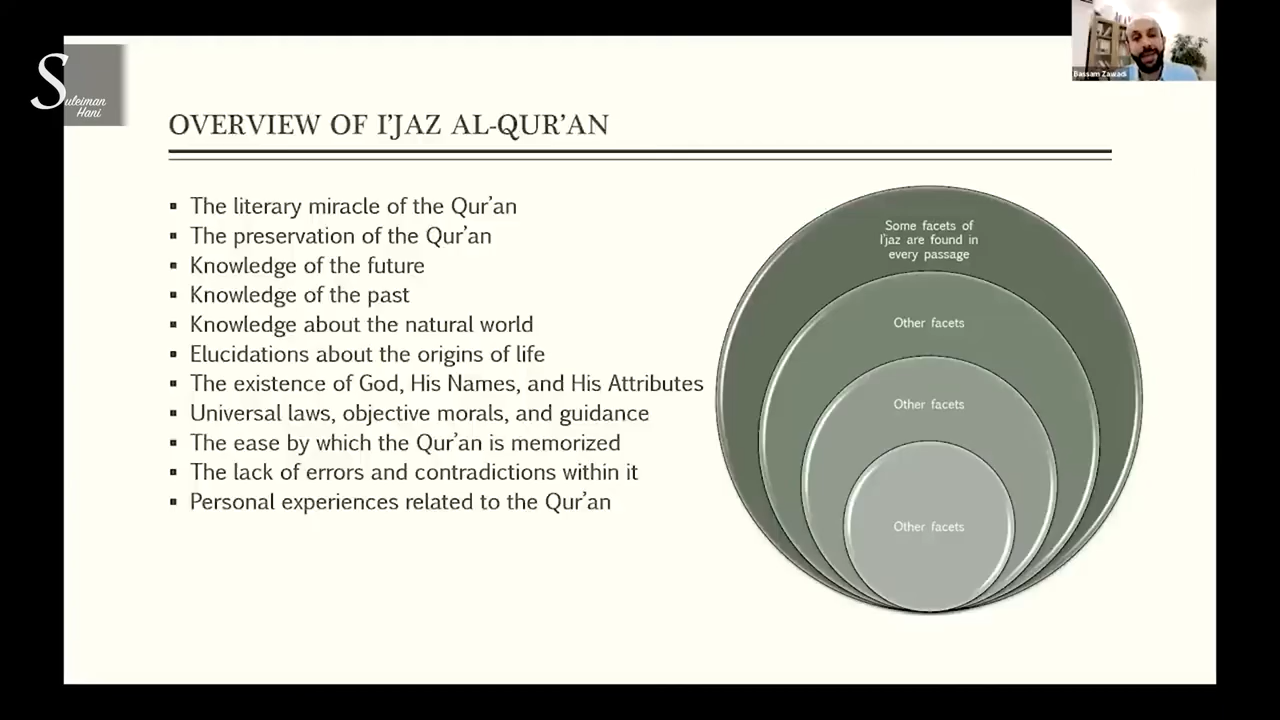 Suleiman
Hani
Bassam Zawadi
OVERVIEW OF I'JAZ AL-QUR'AN
▪ The literary miracle of the Qur'an
▪ The preservation of the Qur'an
▪ Knowledge of the future
▪ Knowledge of the past
▪ Knowledge about the natural world
▪ Elucidations about the origins of life
▪ The existence of God, His Names, and His Attributes
▪ Universal laws, objective morals, and guidance
▪ The ease by which the Qur'an is memorized
▪ The lack of errors and contradictions within it
▪ Personal experiences related to the Qur'an
Some facets of
I'jaz are found in
every passage
Other facets
Other facets
Other facets